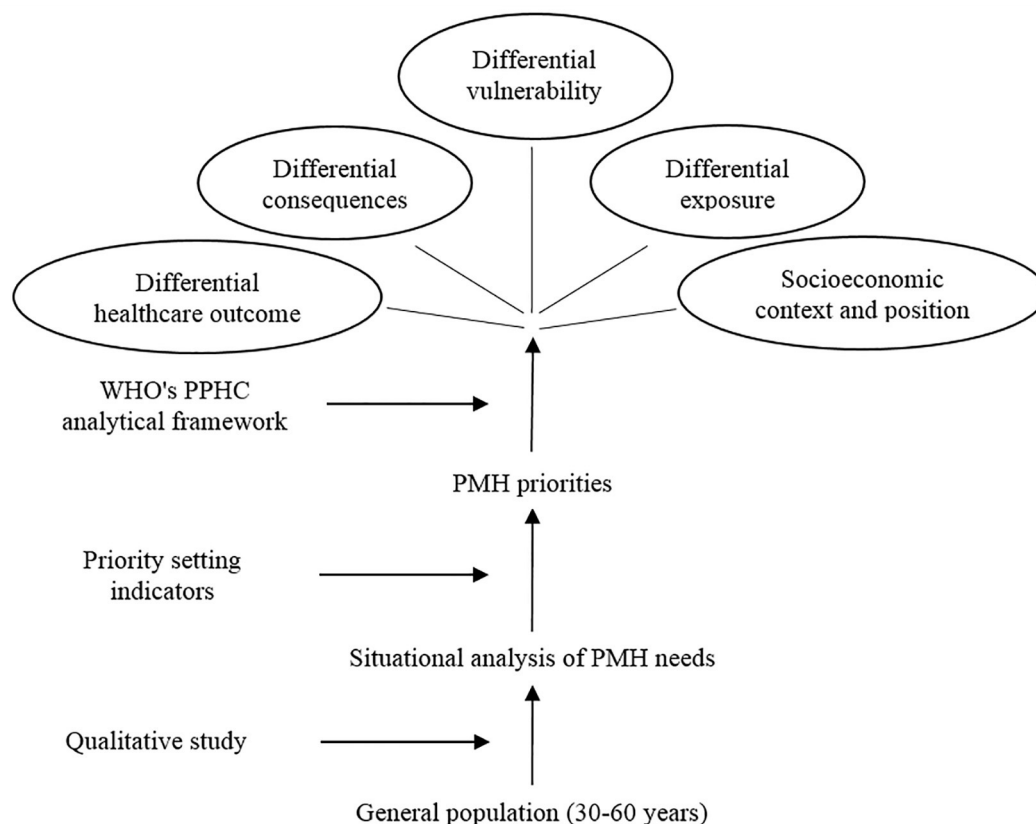 Differential
vulnerability
Differential
consequences
Differential
exposure
Differential
healthcare outcome
Socioeconomic
context and position
WHO's PPHC
analytical framework
PMH priorities
Priority setting
indicators
Situational analysis of PMH needs
Qualitative study
General population (30-60 years)